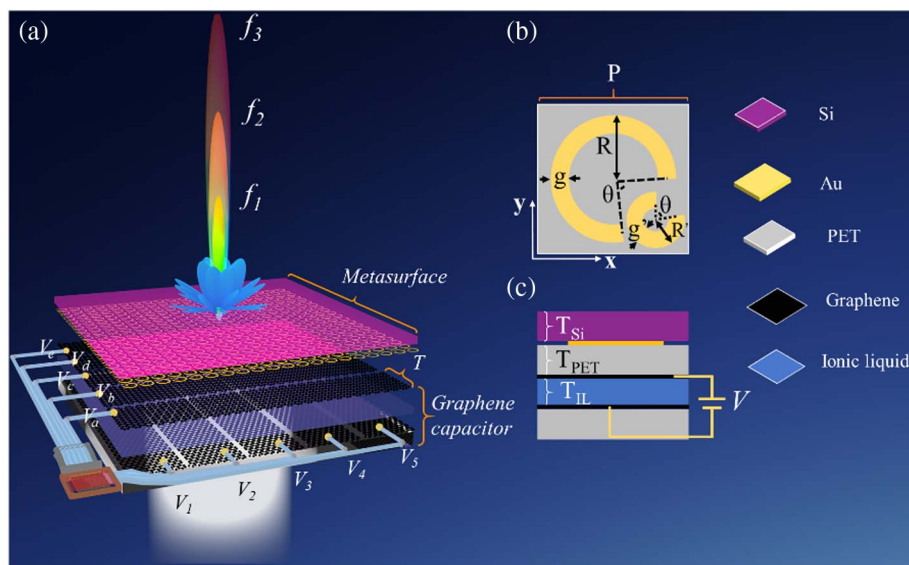 (a)
f3
f2
f1
Metasurface
T
Graphene
capacitor
Ve
Vd
Vc
Vb
Va
V1
V2
V3
V4
V5
(b)
P
R
g
θ
θ
g'
R'
y
x
(c)
TSi
TPET
TIL
V
Si
Au
PET
Graphene
Ionic liquid